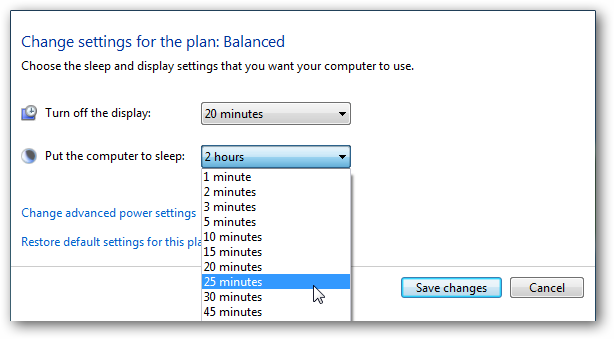 Change settings for the plan: Balanced
Choose the sleep and display settings that you want your computer to use.
Turn off the display: 20 minutes
Put the computer to sleep: 2 hours
1 minute
2 minutes
3 minutes
5 minutes
10 minutes
15 minutes
20 minutes
25 minutes
30 minutes
45 minutes
Change advanced power settings
Restore default settings for this pla
Save changes Cancel